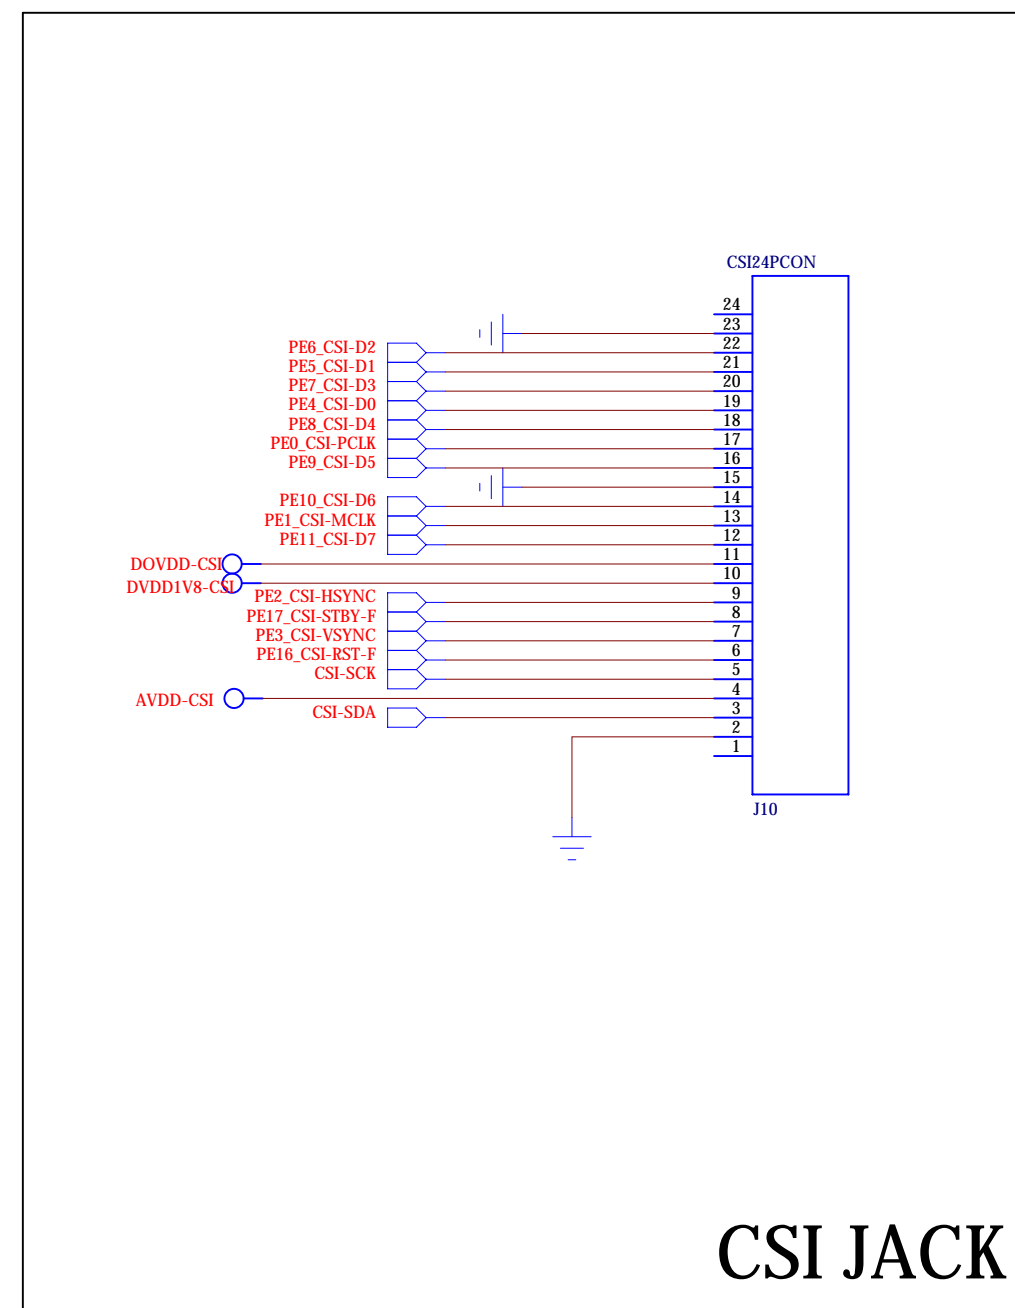 CSI24PCON
24
23
PE6_CSI-D2 22
PE5_CSI-D1 21
PE7_CSI-D3 20
PE4_CSI-D0 19
PE8_CSI-D4 18
PE0_CSI-PCLK 17
PE9_CSI-D5 16
15
PE10_CSI-D6 14
PE1_CSI-MCLK 13
PE11_CSI-D7 12
DOVDD-CSI 11
DVDD1V8-CSI 10
PE2_CSI-HSYNC 9
PE17_CSI-STBY-F 8
PE3_CSI-VSYNC 7
PE16_CSI-RST-F 6
CSI-SCK 5
AVDD-CSI 4
CSI-SDA 3
2
1
J10
CSI JACK